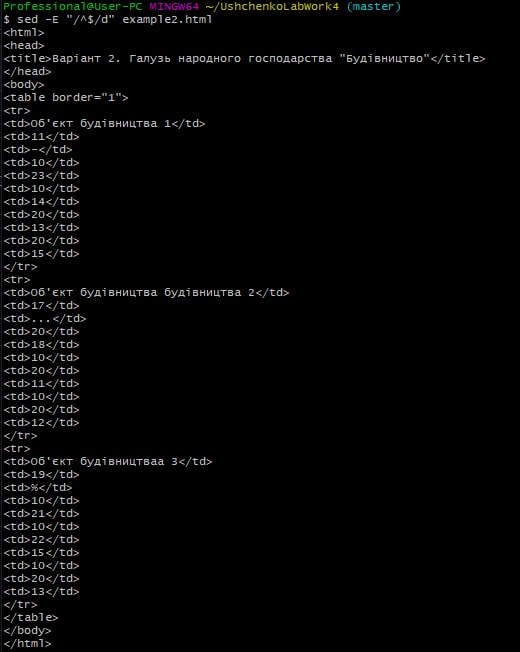 Professional@User-PC MINGW64 ~/UshchenkoLabWork4 (master)
$ sed -E "/^$/d" example2.html
<html>
<head>
<title>Варіант 2. Галузь народного господарства "Будівництво"</title>
</head>
<body>
<table border="1">
<tr>
<td>Об'єкт будівництва 1</td>
<td>11</td>
<td>-</td>
<td>10</td>
<td>23</td>
<td>10</td>
<td>14</td>
<td>20</td>
<td>13</td>
<td>20</td>
<td>15</td>
</tr>
<tr>
<td>Об'єкт будівництва будівництва 2</td>
<td>17</td>
<td>...</td>
<td>20</td>
<td>18</td>
<td>10</td>
<td>20</td>
<td>11</td>
<td>10</td>
<td>20</td>
<td>12</td>
</tr>
<tr>
<td>Об'єкт будівництваа 3</td>
<td>19</td>
<td>%</td>
<td>10</td>
<td>21</td>
<td>10</td>
<td>22</td>
<td>15</td>
<td>10</td>
<td>20</td>
<td>13</td>
</tr>
</table>
</body>
</html>